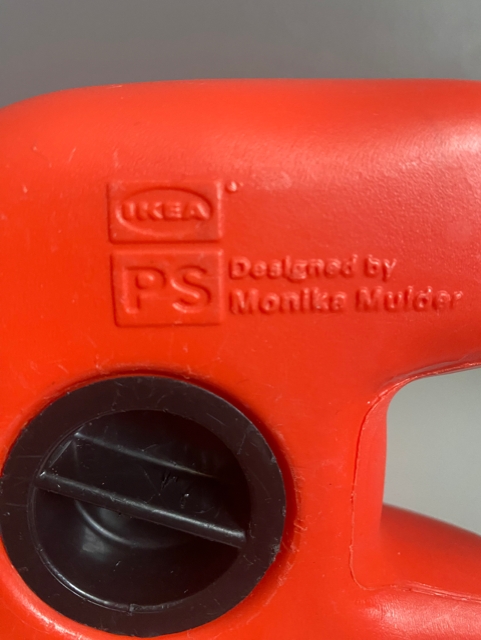 IKEA
PS
Designed by
Monika Mulder